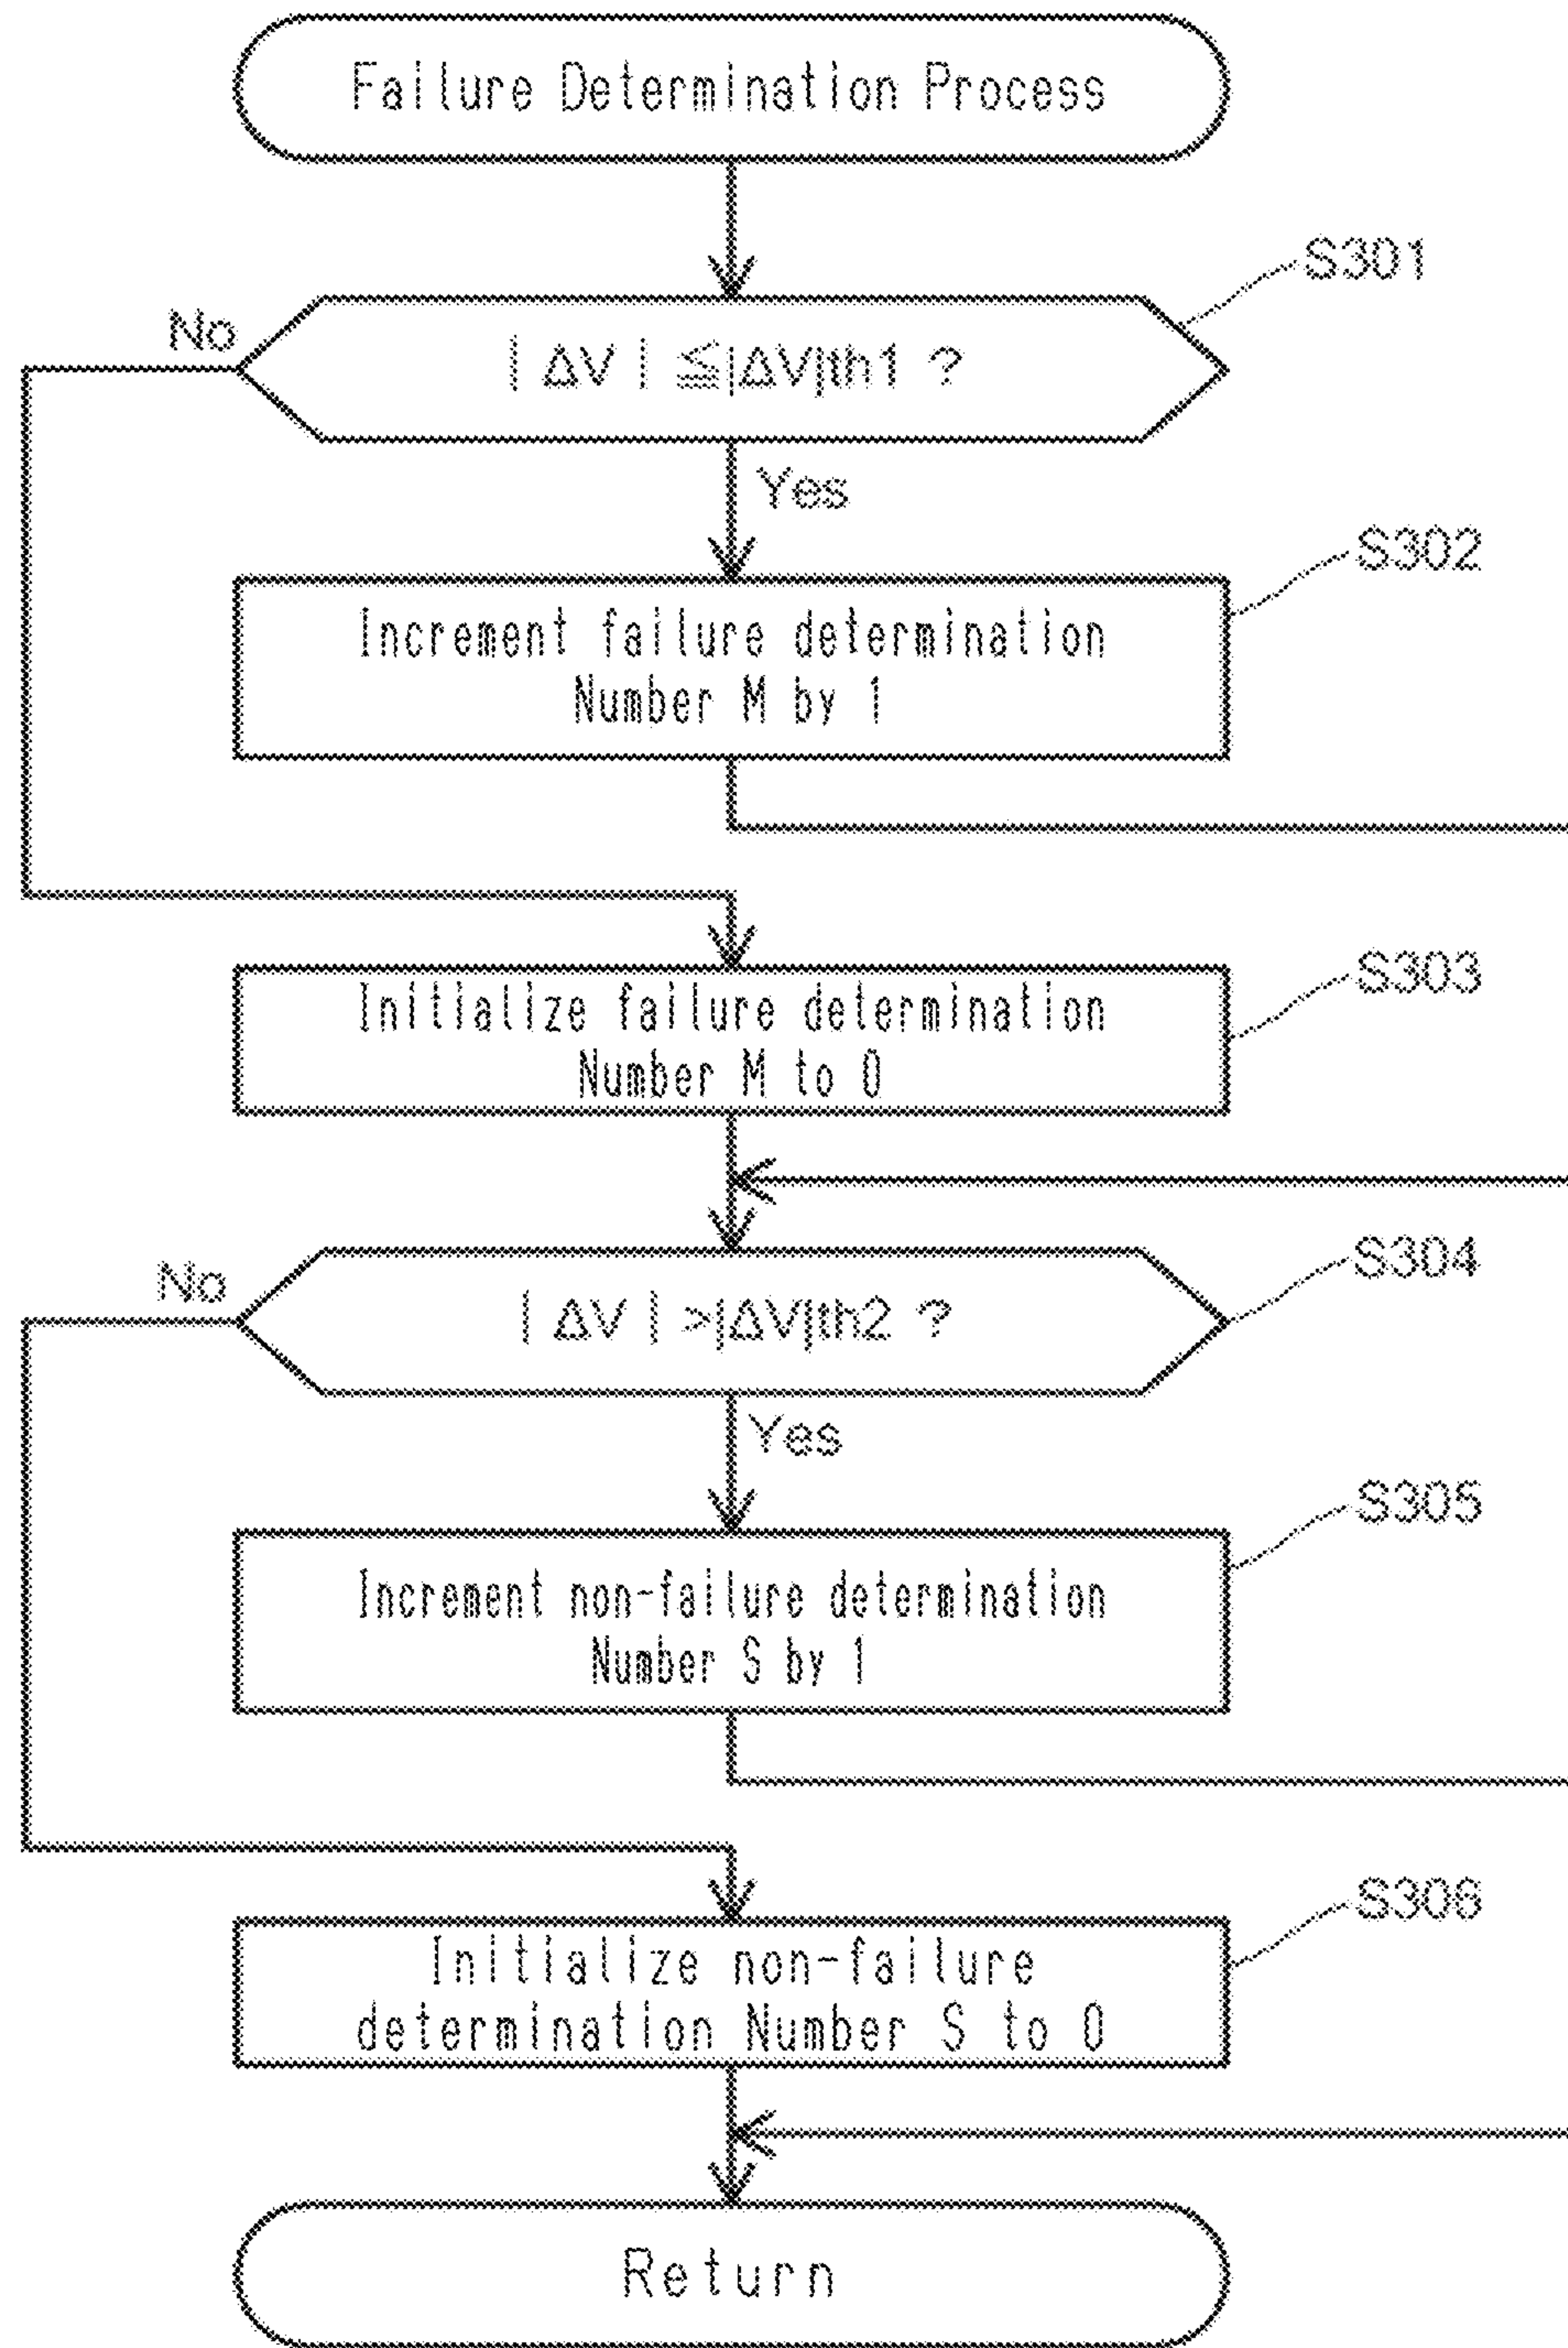 Failure Determination Process
S301
No
| ΔV | ≦|ΔV|th1 ?
Yes
S302
Increment failure determination
Number M by 1
S303
Initialize failure determination
Number M to 0
S304
No
| ΔV | >|ΔV|th2 ?
Yes
S305
Increment non-failure determination
Number S by 1
S306
Initialize non-failure
determination Number S to 0
Return